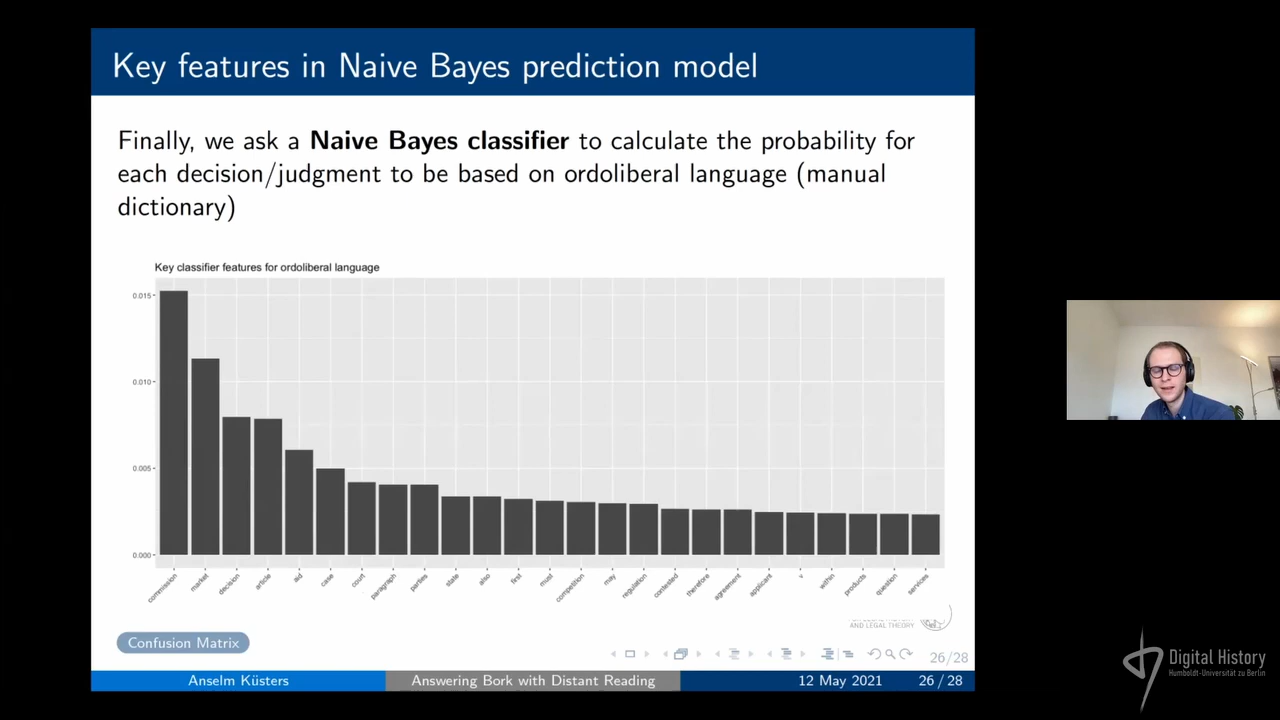 Key features in Naive Bayes prediction model
Finally, we ask a Naive Bayes classifier to calculate the probability for
each decision/judgment to be based on ordoliberal language (manual
dictionary)
Key classifier features for ordoliberal language
0.015
0.010
0.005
0.000
commission market decision article aid case court paragraph parties state also first must competition may regulation contested therefore agreement applicant v within products question services
AND LEGAL THEORY
Confusion Matrix
26/28
Anselm Küsters Answering Bork with Distant Reading 12 May 2021 26 / 28
Digital History
Humboldt-Universität zu Berlin